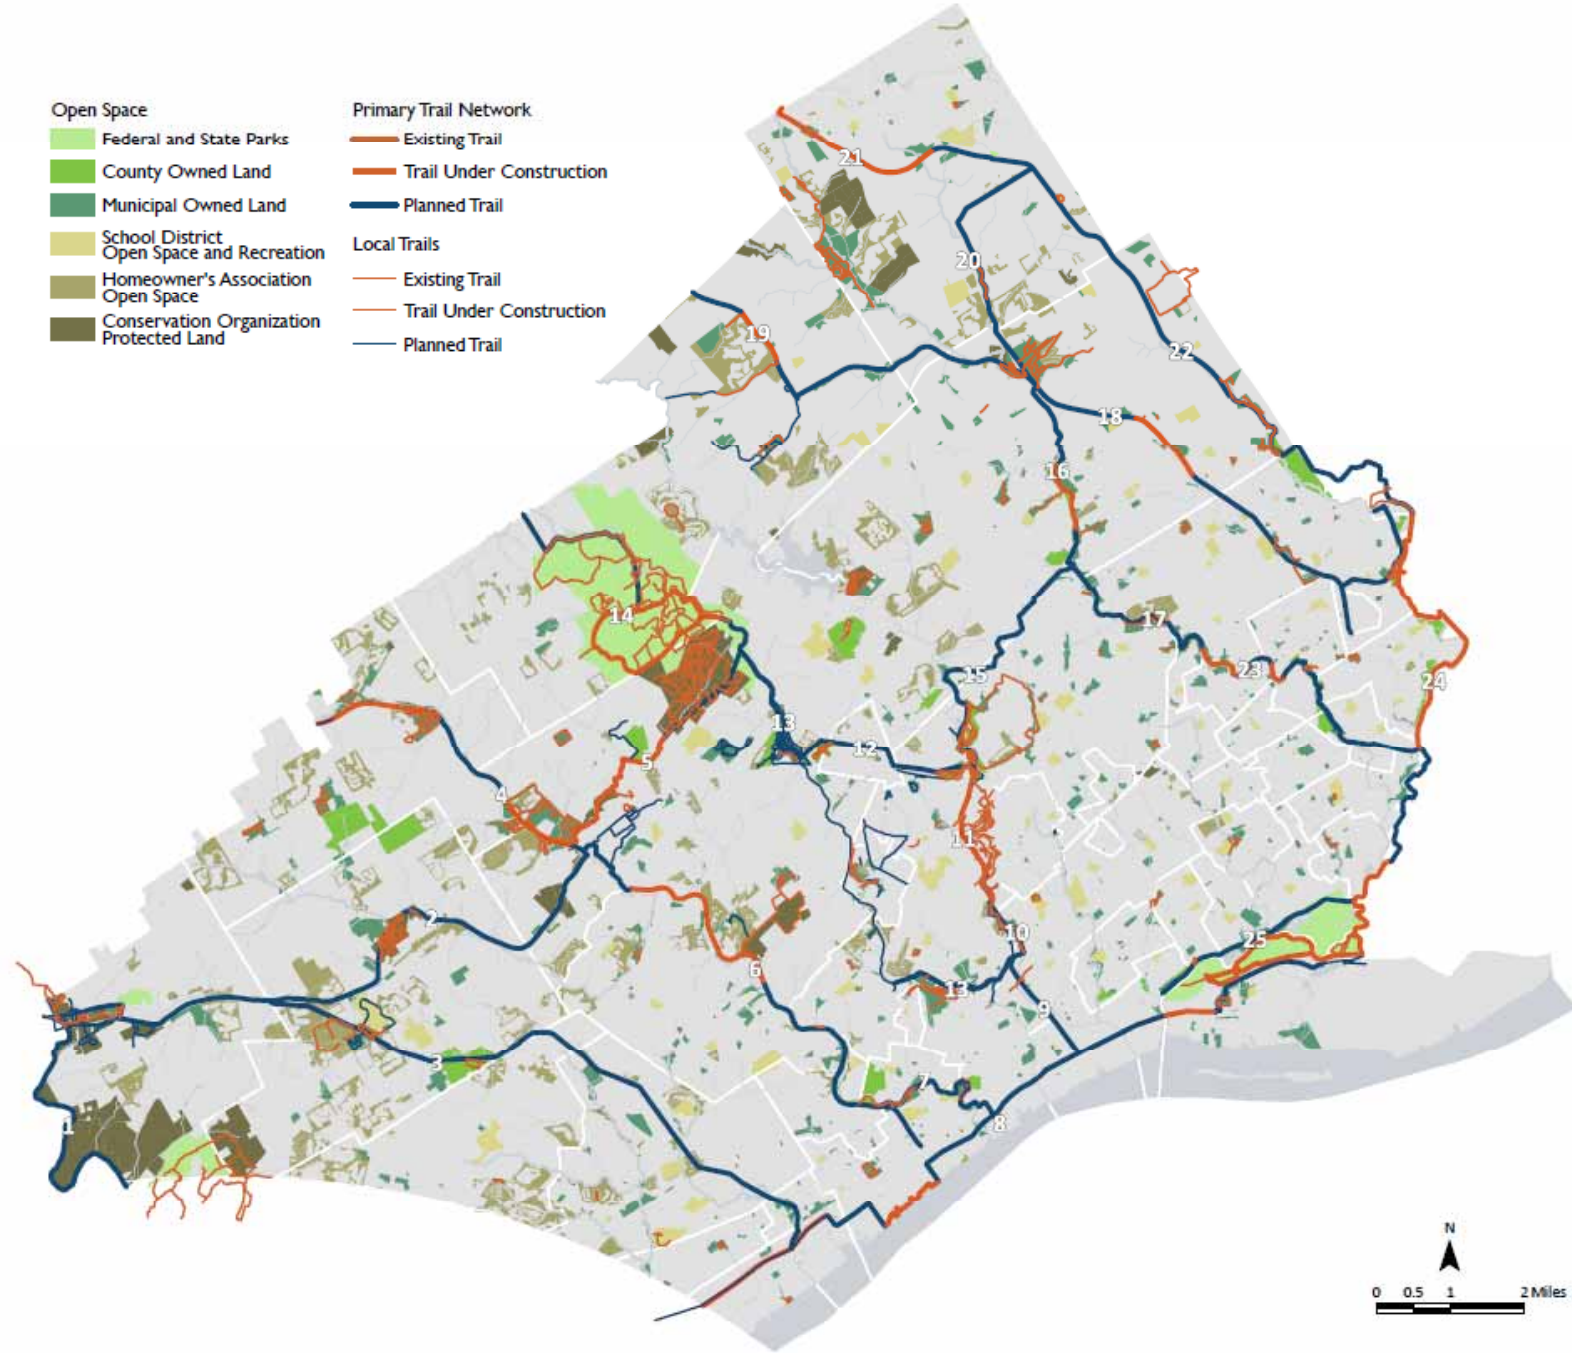 Open Space
Federal and State Parks
County Owned Land
Municipal Owned Land
School District
Open Space and Recreation
Homeowner's Association
Open Space
Conservation Organization
Protected Land
Primary Trail Network
Existing Trail
Trail Under Construction
Planned Trail
Local Trails
Existing Trail
Trail Under Construction
Planned Trail
21
20
19
22
18
16
14
17
15
23
24
13
12
5
4
11
2
10
25
6
13
9
3
7
1
8
N
0 0.5 1 2 Miles